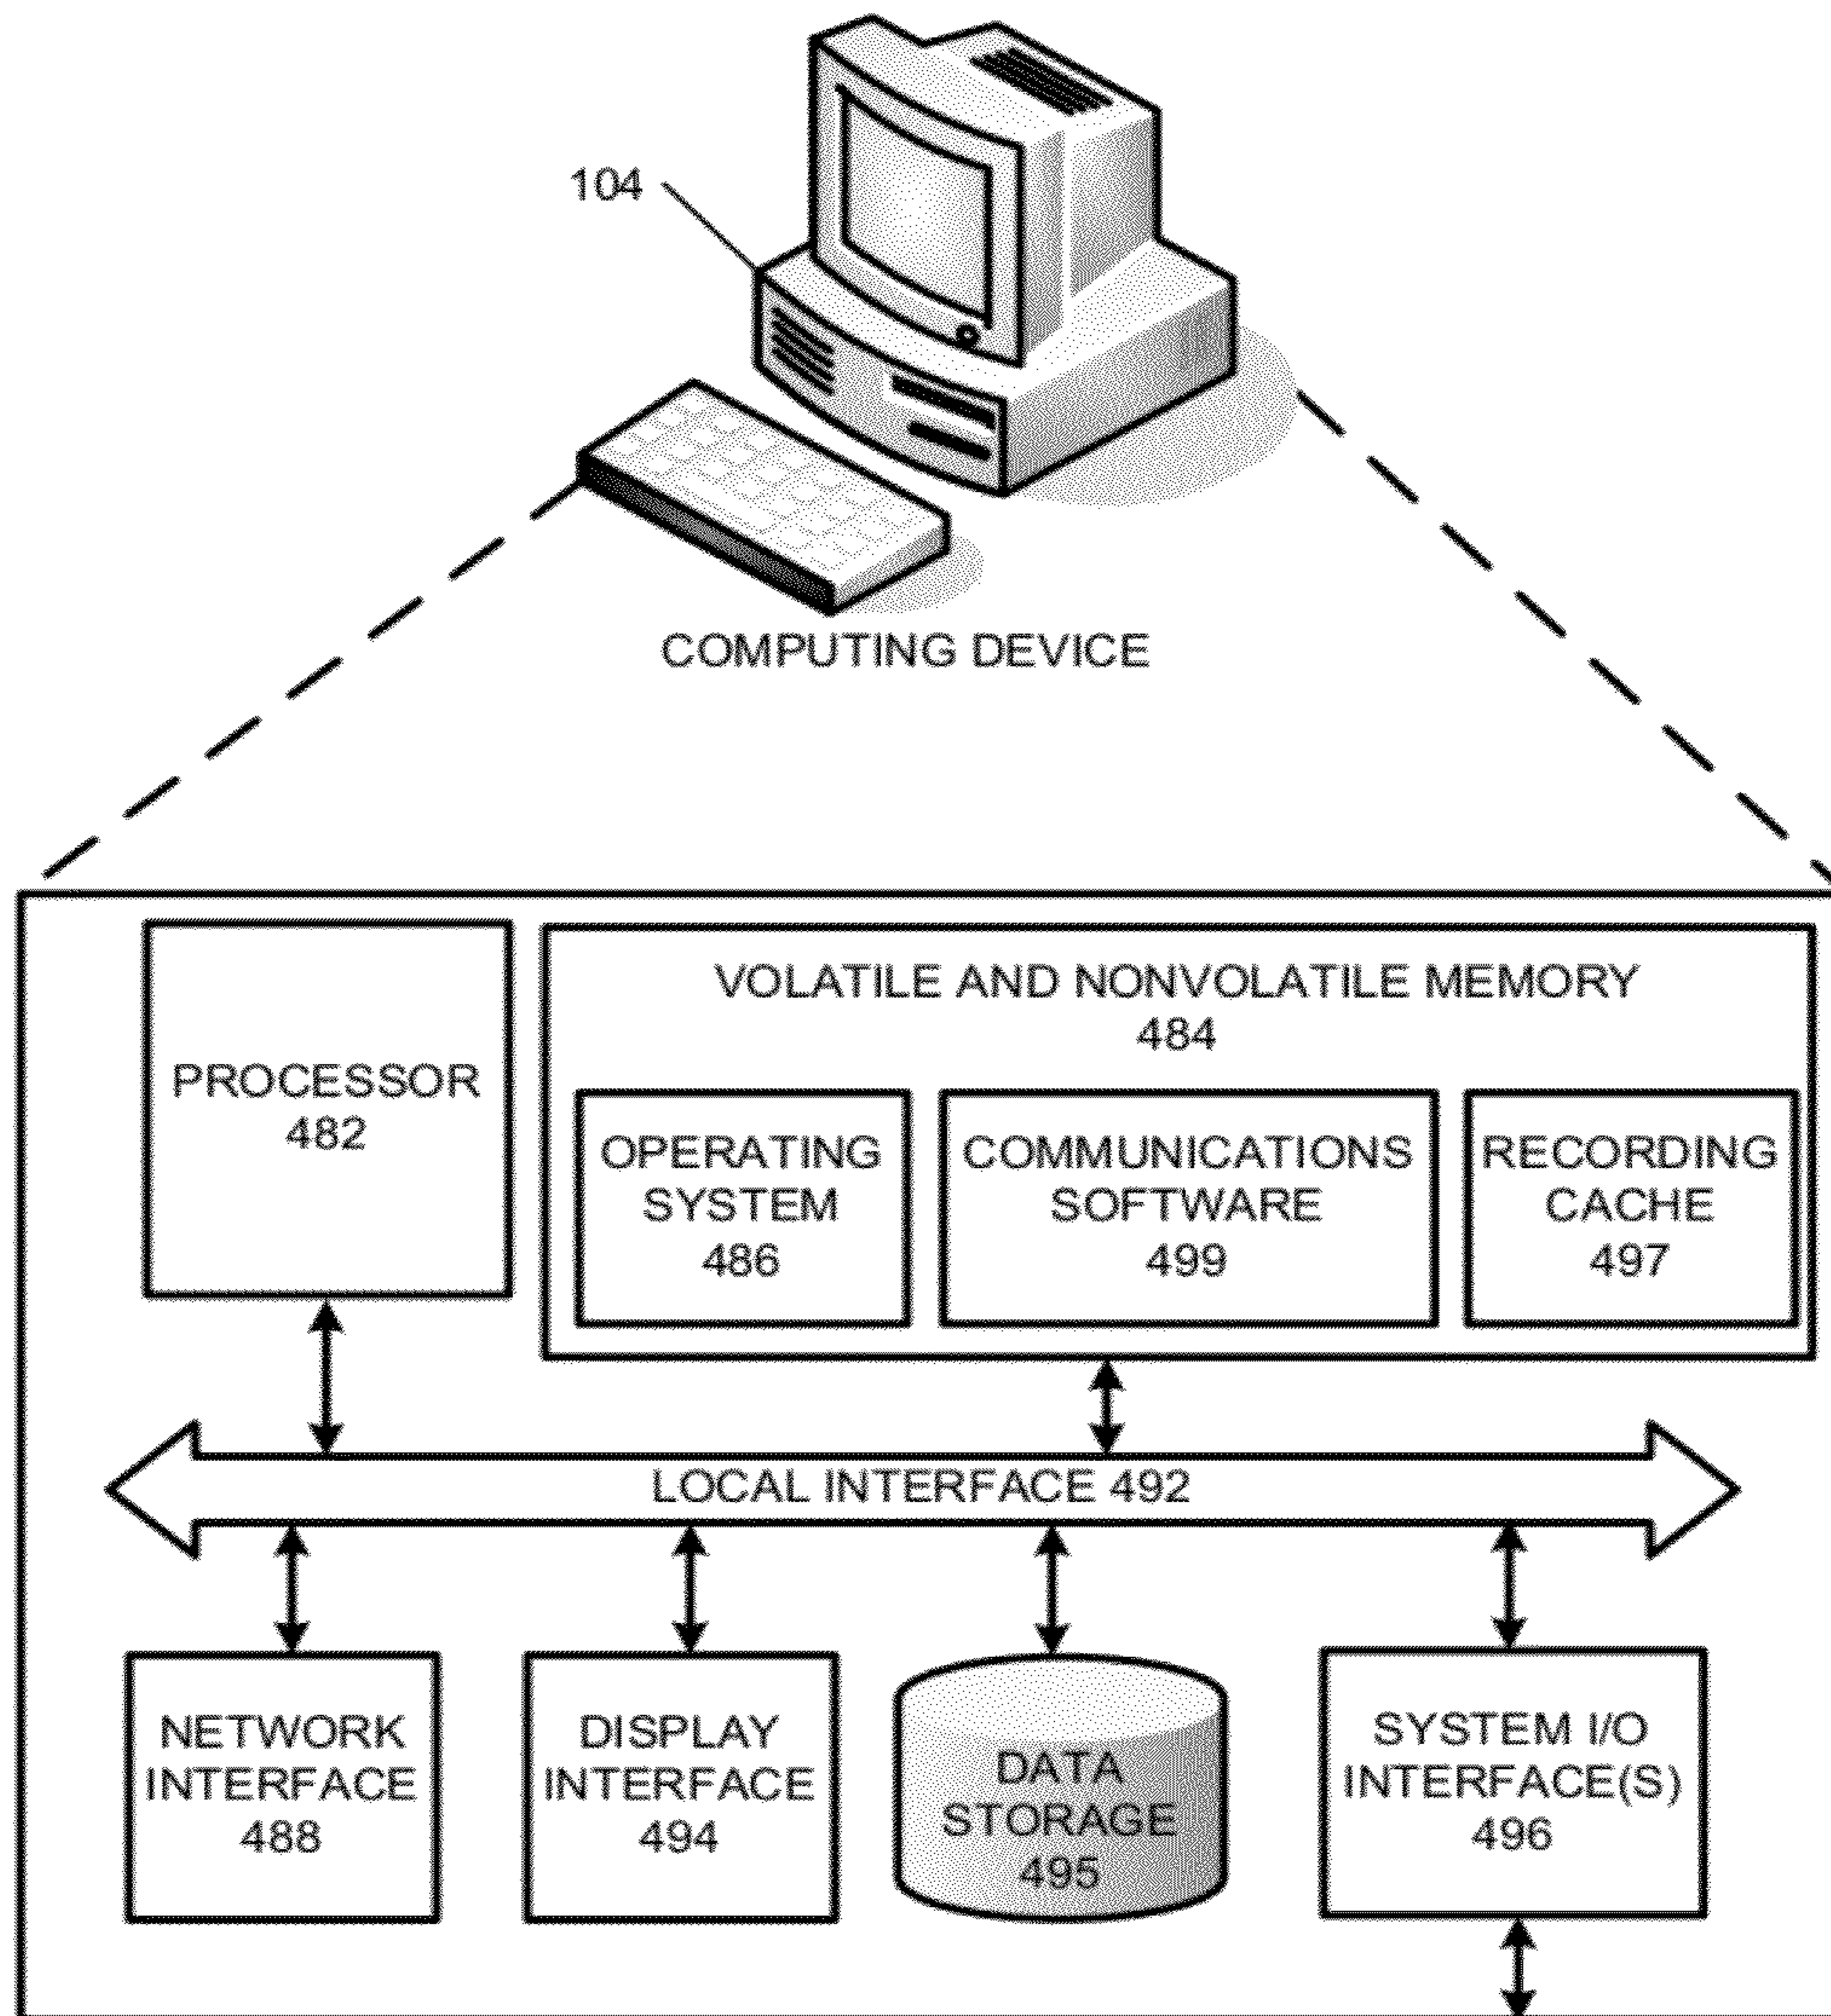 104
COMPUTING DEVICE
VOLATILE AND NONVOLATILE MEMORY
484
PROCESSOR
482
OPERATING
SYSTEM
486
COMMUNICATIONS
SOFTWARE
499
RECORDING
CACHE
497
LOCAL INTERFACE 492
NETWORK
INTERFACE
488
DISPLAY
INTERFACE
494
DATA
STORAGE
495
SYSTEM I/O
INTERFACE(S)
496